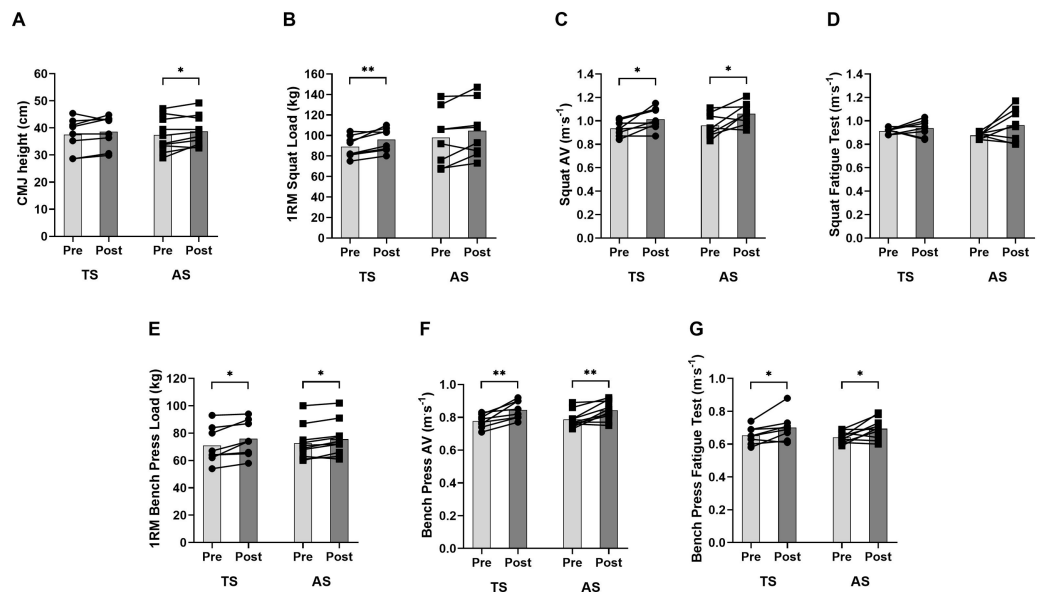 A
CMJ height (cm)
60
50
40
30
20
10
0
*
Pre Post Pre Post
TS AS
B
1RM Squat Load (kg)
160
140
120
100
80
60
40
20
0
**
Pre Post Pre Post
TS AS
C
Squat AV (m·s-1)
1.4
1.2
1.0
0.8
0.6
0.4
0.2
0.0
* *
Pre Post Pre Post
TS AS
D
Squat Fatigue Test (m·s-1)
1.4
1.2
1.0
0.8
0.6
0.4
0.2
0.0
Pre Post Pre Post
TS AS
E
1RM Bench Press Load (kg)
120
100
80
60
40
20
0
* *
Pre Post Pre Post
TS AS
F
Bench Press AV (m·s-1)
1.0
0.8
0.6
0.4
0.2
0.0
** **
Pre Post Pre Post
TS AS
G
Bench Press Fatigue Test (m·s-1)
1.0
0.8
0.6
0.4
0.2
0.0
* *
Pre Post Pre Post
TS AS